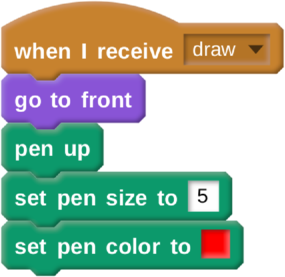 when I receive draw
go to front
pen up
set pen size to 5
set pen color to